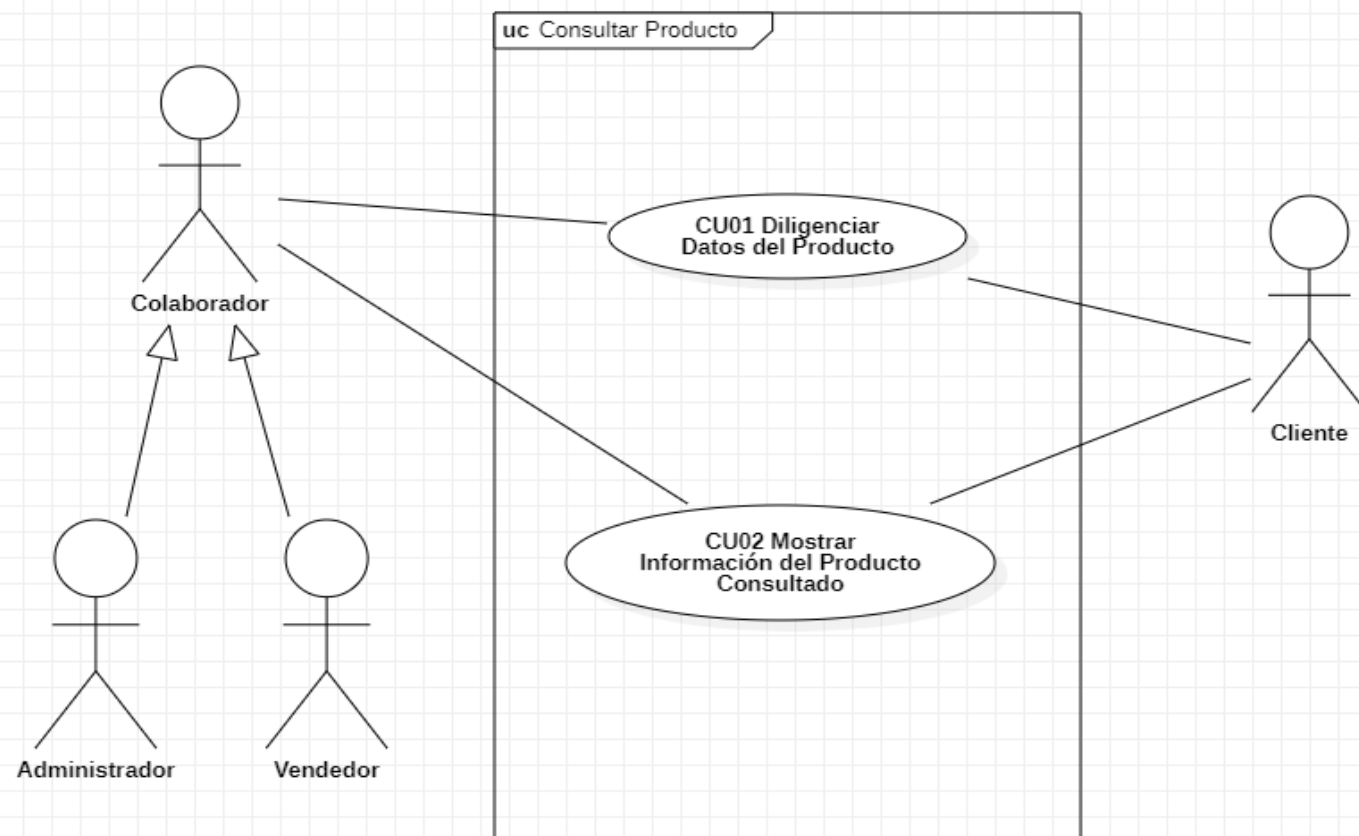 uc Consultar Producto
CU01 Diligenciar
Datos del Producto
Colaborador
Cliente
CU02 Mostrar
Información del Producto
Consultado
Administrador
Vendedor